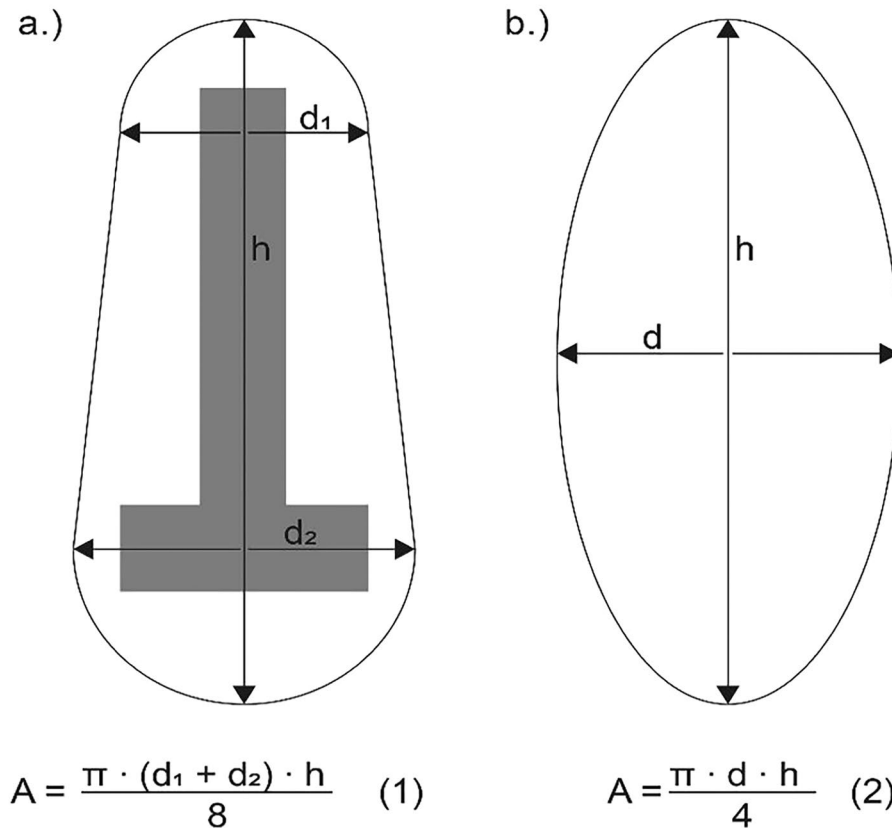 a.)
b.)
d₁
h
h
d
d₂
A = π · (d₁ + d₂) · h / 8 (1)
A = π · d · h / 4 (2)